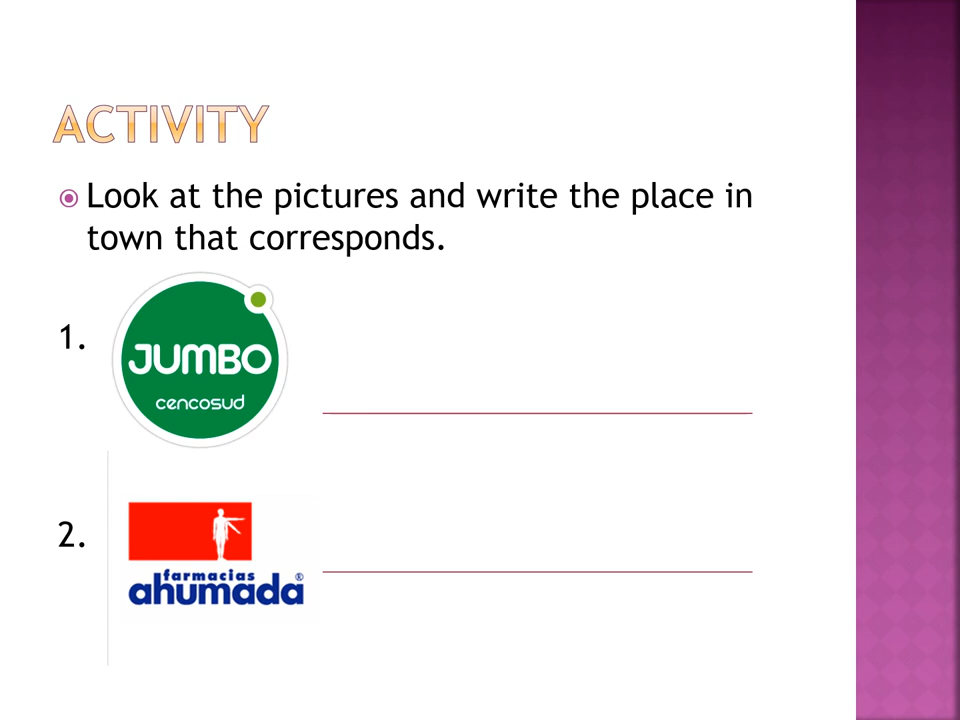 ACTIVITY
Look at the pictures and write the place in
town that corresponds.
1.
JUMBO
cencosud
2.
farmacias
ahumada®